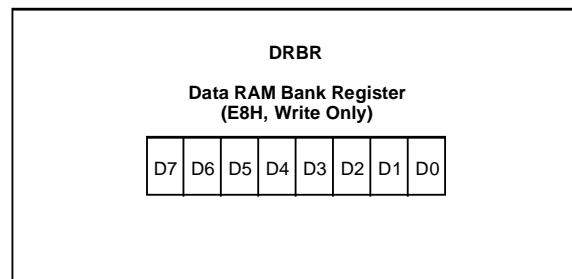 DRBR
Data RAM Bank Register
(E8H, Write Only)
D7 D6 D5 D4 D3 D2 D1 D0